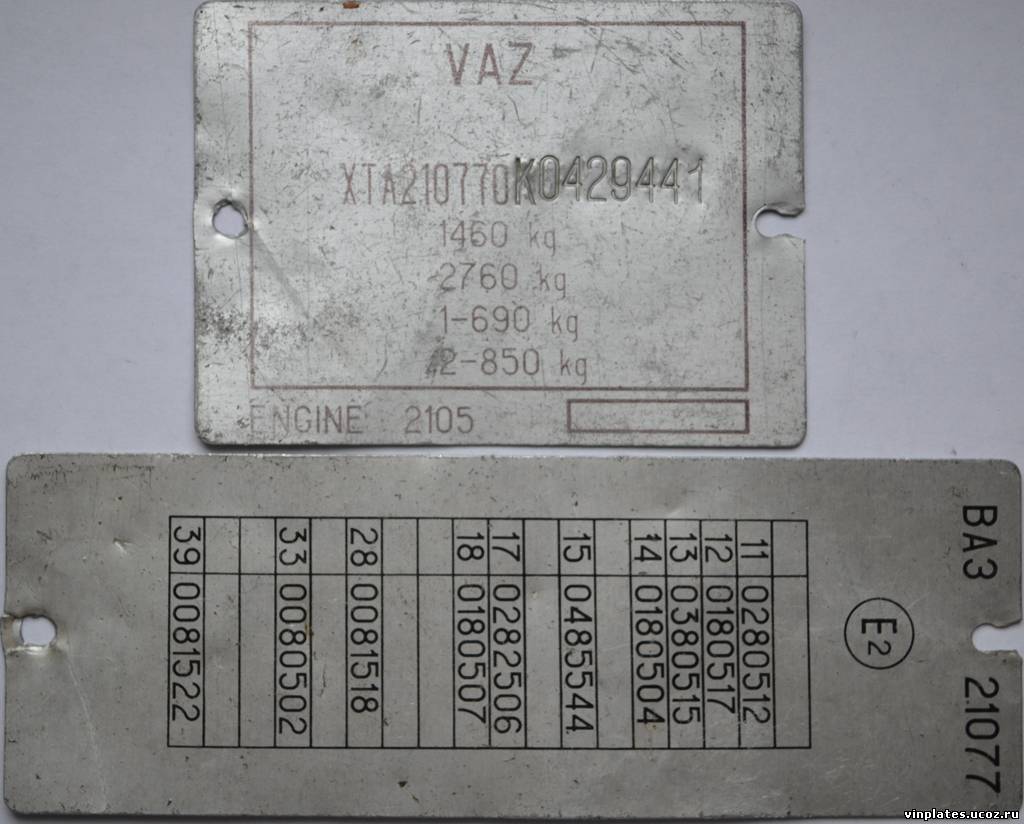 VAZ
XTA210770K0429441
1460 kg
2760 kg
1-690 kg
2-850 kg
ENGINE 2105
ВАЗ 21077
E2
11 0280512
12 0180517
13 0380515
14 0180504
15 0485544
17 0282506
18 0180507
28 0081518
33 0080502
39 0081522
vinplates.ucoz.ru